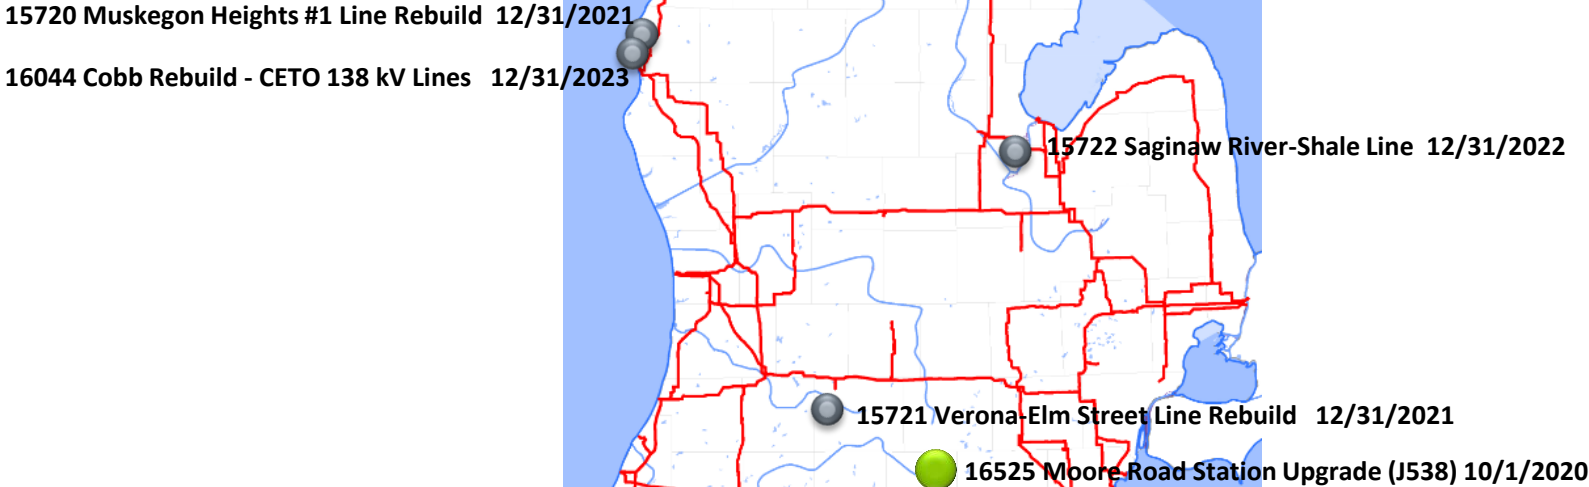 15720 Muskegon Heights #1 Line Rebuild 12/31/2021
16044 Cobb Rebuild - CETO 138 kV Lines 12/31/2023
15722 Saginaw River-Shale Line 12/31/2022
15721 Verona-Elm Street Line Rebuild 12/31/2021
16525 Moore Road Station Upgrade (J538) 10/1/2020